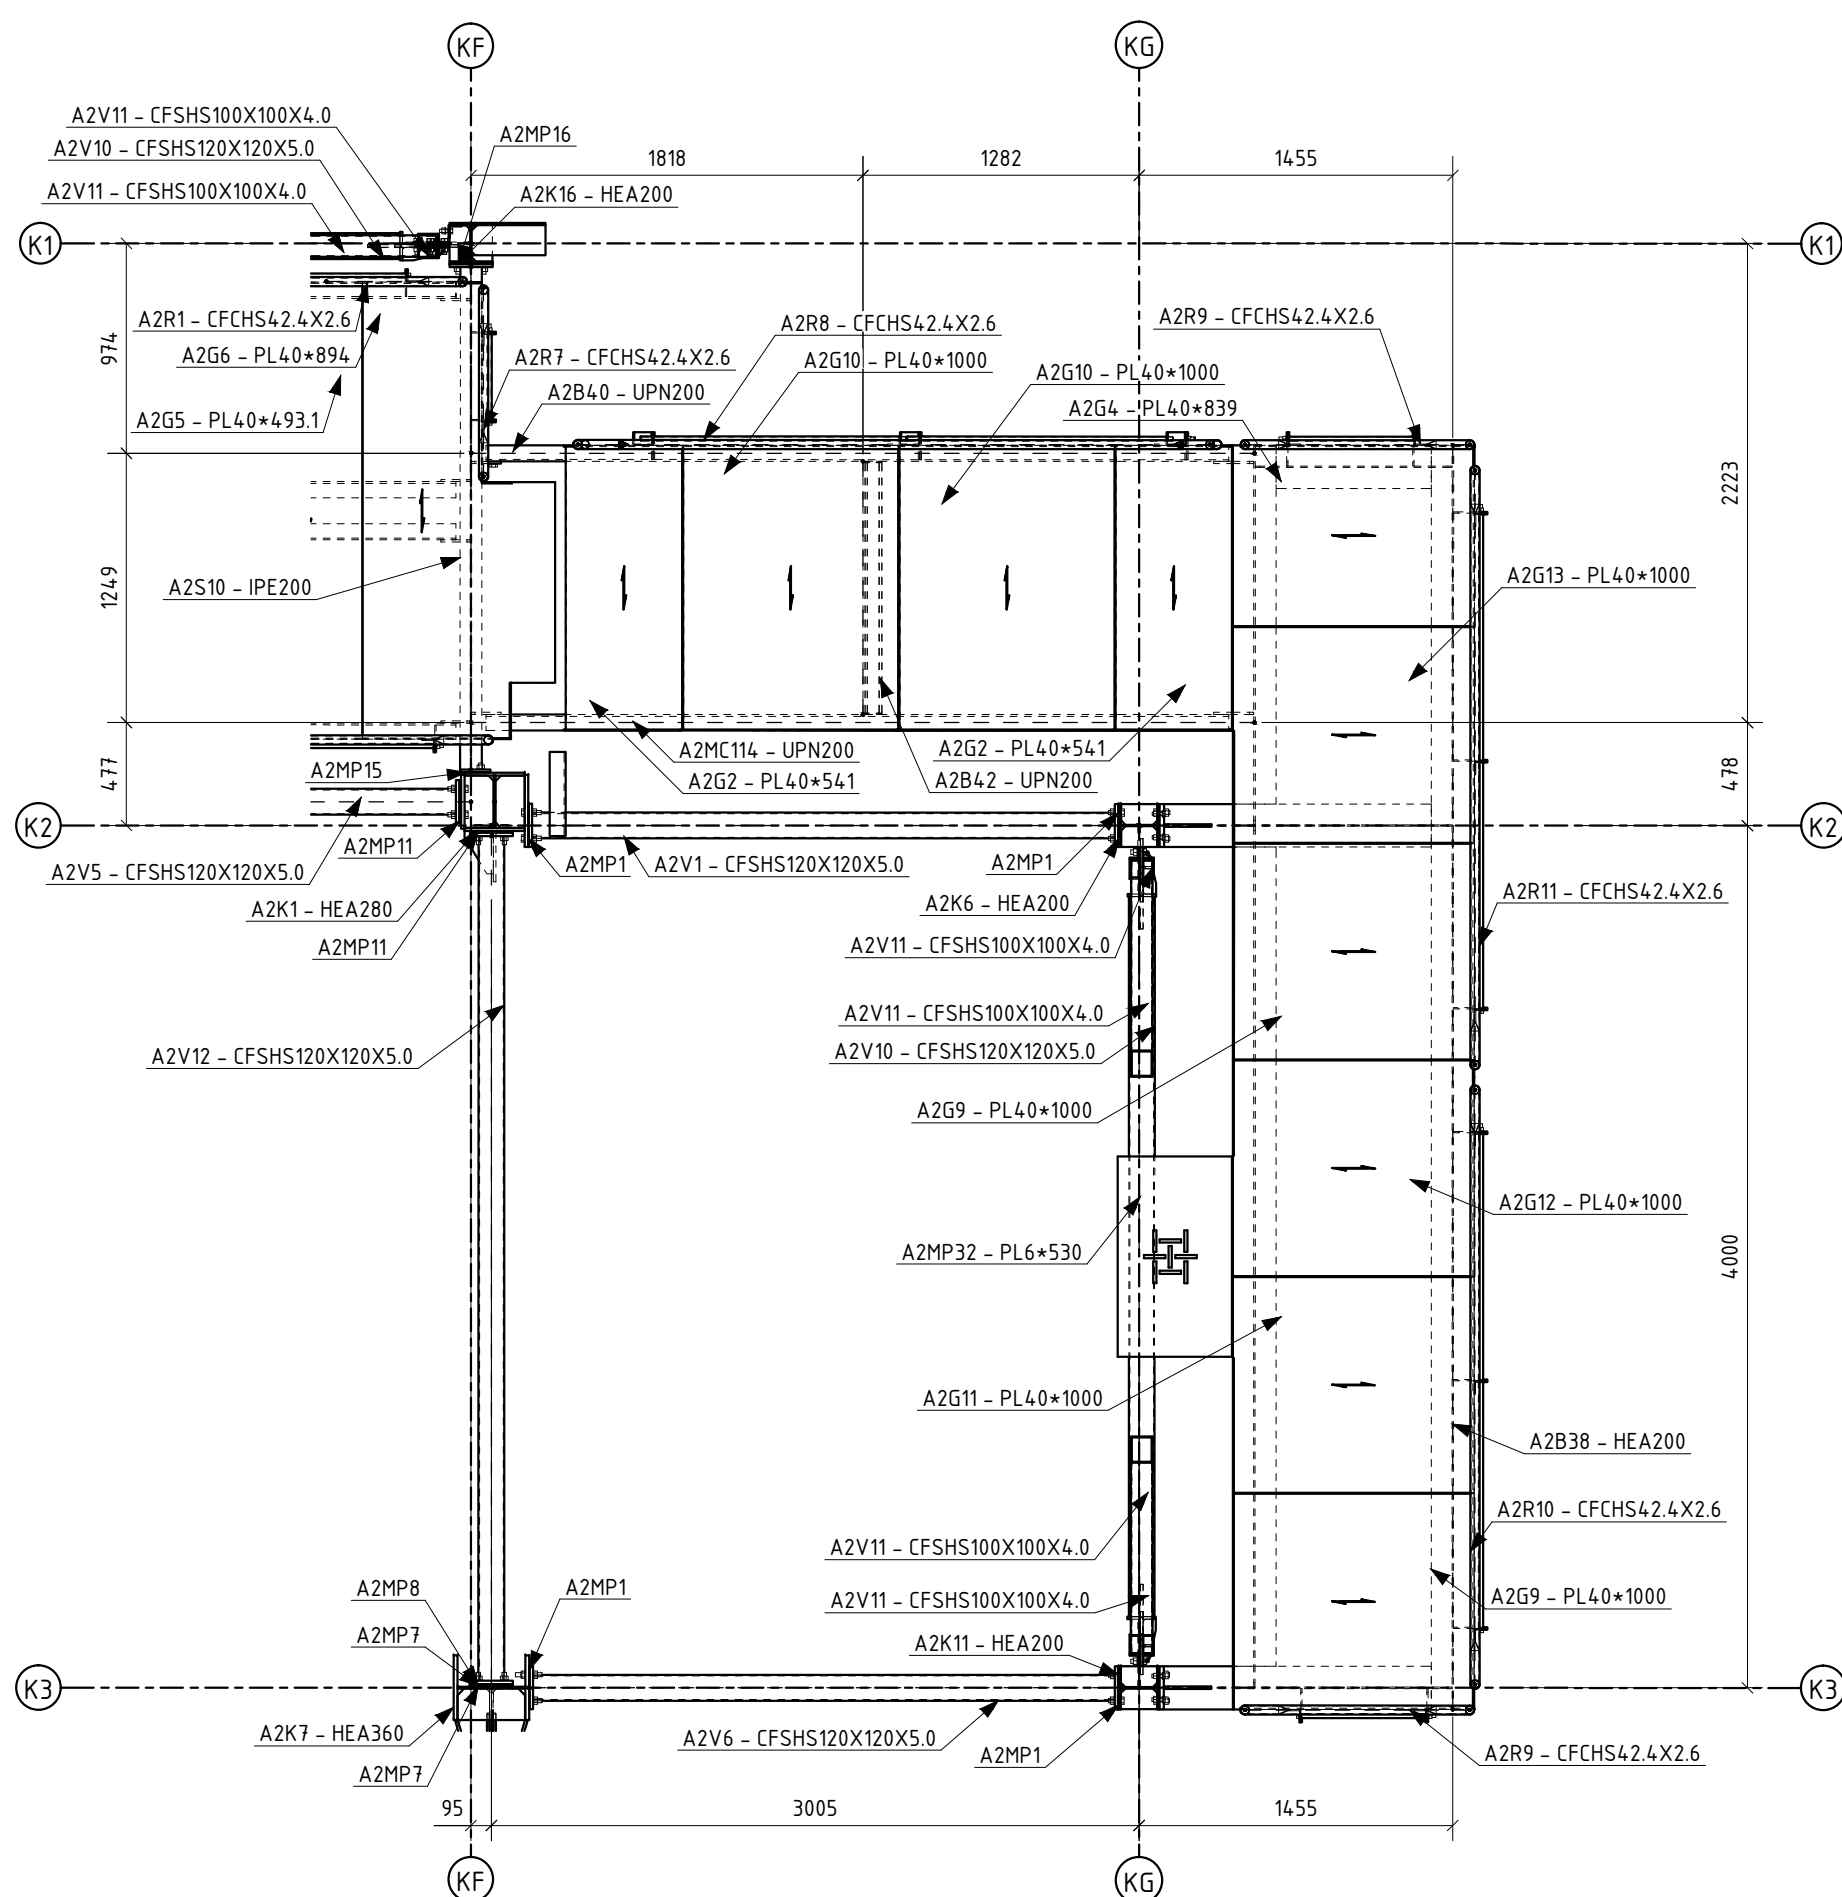 KF
KG
A2V11 - CFSHS100X100X4.0
A2V10 - CFSHS120X120X5.0
A2V11 - CFSHS100X100X4.0
A2MP16
A2K16 - HEA200
1818
1282
1455
K1
K1
A2R1 - CFCHS42.4X2.6
A2G6 - PL40*894
A2G5 - PL40*493.1
A2R7 - CFCHS42.4X2.6
A2B40 - UPN200
A2R8 - CFCHS42.4X2.6
A2G10 - PL40*1000
A2G10 - PL40*1000
A2G4 - PL40*839
A2R9 - CFCHS42.4X2.6
974
2223
1249
A2S10 - IPE200
A2G13 - PL40*1000
477
478
A2MP15
A2MC114 - UPN200
A2G2 - PL40*541
A2G2 - PL40*541
A2B42 - UPN200
K2
K2
A2MP11
A2V5 - CFSHS120X120X5.0
A2K1 - HEA280
A2MP11
A2MP1
A2V1 - CFSHS120X120X5.0
A2MP1
A2K6 - HEA200
A2V11 - CFSHS100X100X4.0
A2R11 - CFCHS42.4X2.6
A2V12 - CFSHS120X120X5.0
A2V11 - CFSHS100X100X4.0
A2V10 - CFSHS120X120X5.0
A2G9 - PL40*1000
A2G12 - PL40*1000
A2MP32 - PL6*530
4000
A2G11 - PL40*1000
A2B38 - HEA200
A2R10 - CFCHS42.4X2.6
A2V11 - CFSHS100X100X4.0
A2V11 - CFSHS100X100X4.0
A2G9 - PL40*1000
A2MP8
A2MP7
A2MP1
A2K11 - HEA200
K3
K3
A2K7 - HEA360
A2MP7
A2V6 - CFSHS120X120X5.0
A2MP1
A2R9 - CFCHS42.4X2.6
95
3005
1455
KF
KG